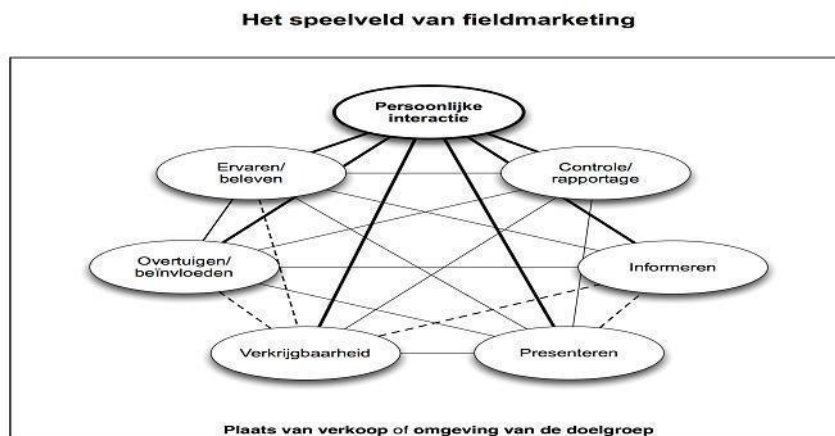 Het speelveld van fieldmarketing
Persoonlijke
interactie
Ervaren/
beleven
Controle/
rapportage
Overtuigen/
beïnvloeden
Informeren
Verkrijgbaarheid
Presenteren
Plaats van verkoop of omgeving van de doelgroep